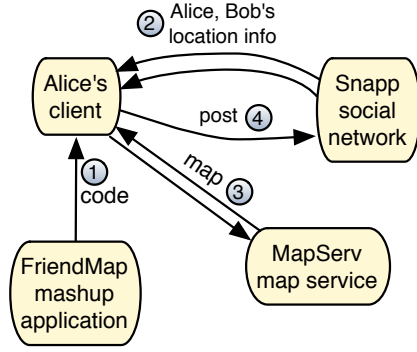 2 Alice, Bob's
location info
Alice's
client
Snapp
social
network
post 4
map 3
1
code
FriendMap
mashup
application
MapServ
map service